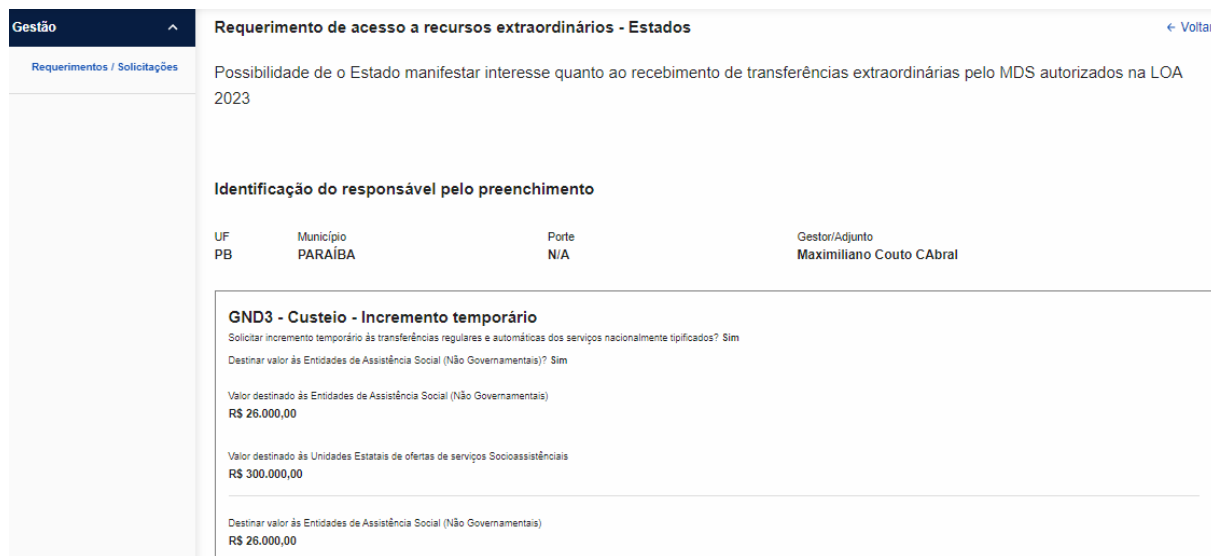 Gestão
Requerimentos / Solicitações
Requerimento de acesso a recursos extraordinários - Estados
← Voltar
Possibilidade de o Estado manifestar interesse quanto ao recebimento de transferências extraordinárias pelo MDS autorizados na LOA
2023
Identificação do responsável pelo preenchimento
UF Município Porte Gestor/Adjunto
PB PARAÍBA N/A Maximiliano Couto CAbral
GND3 - Custeio - Incremento temporário
Solicitar incremento temporário às transferências regulares e automáticas dos serviços nacionalmente tipificados? Sim
Destinar valor ás Entidades de Assistência Social (Não Governamentais)? Sim
Valor destinado às Entidades de Assistência Social (Não Governamentais)
R$ 26.000,00
Valor destinado às Unidades Estatais de ofertas de serviços Socioassistênciais
R$ 300.000,00
Destinar valor ás Entidades de Assistência Social (Não Governamentais)
R$ 26.000,00